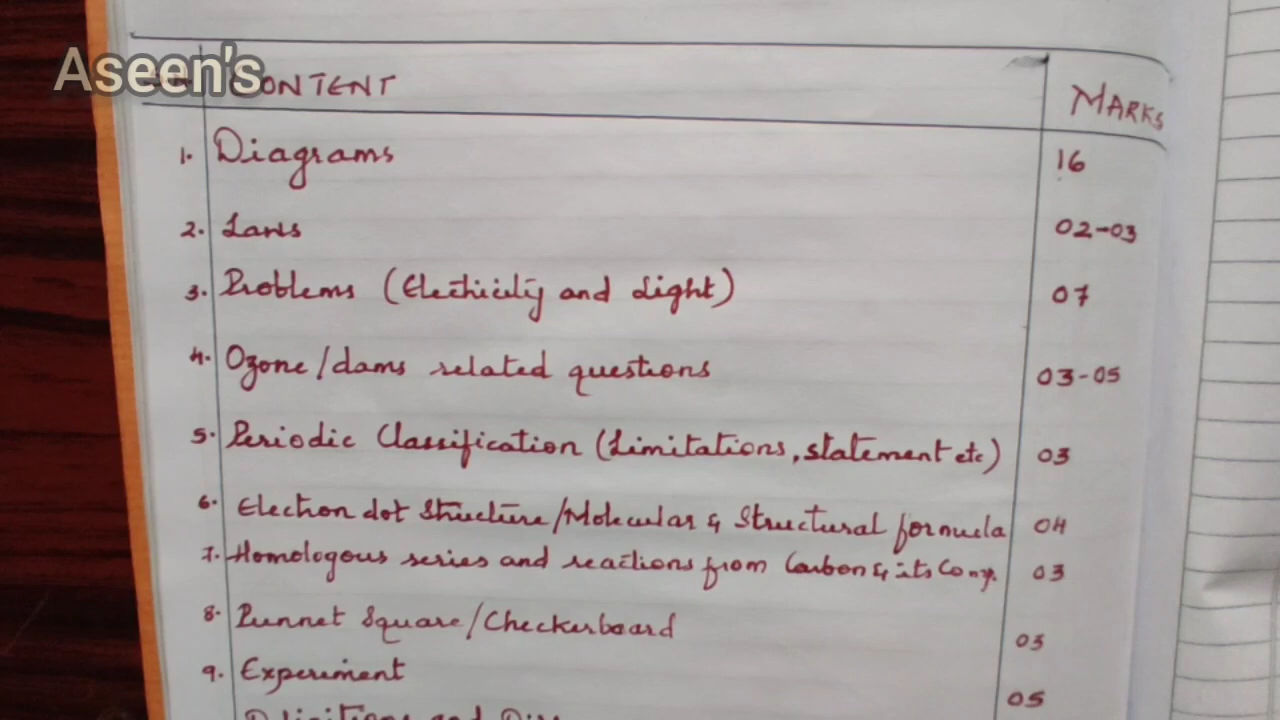 Aseen's
CONTENT MARKS
1. Diagrams 16
2. Laws 02-03
3. Problems (Electricity and Light) 07
4. Ozone/dams related questions 03-05
5. Periodic Classification (Limitations, statement etc) 03
6. Electron dot structure/Molecular & Structural formula 04
7. Homologous series and reactions from Carbon & its Comp. 03
8. Punnet Square/Checkerboard 03
9. Experiment 05
and